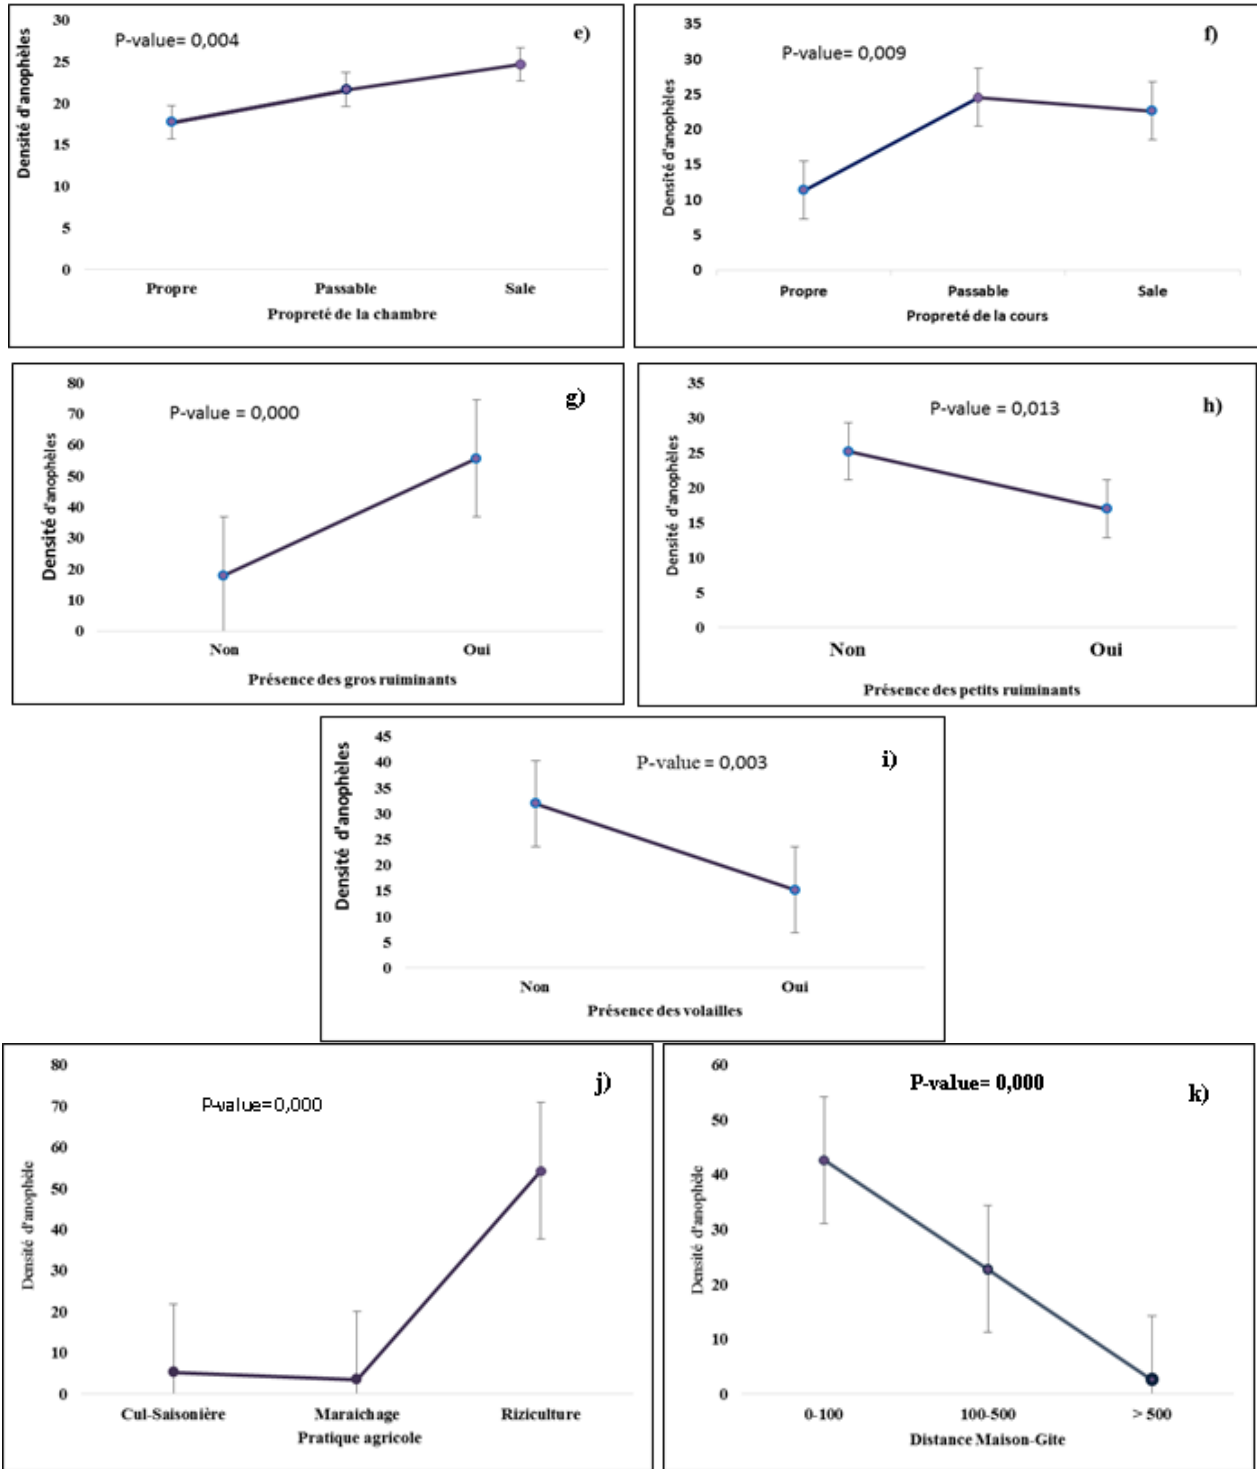 e)
P-value= 0,004
Densité d'anophèles
30
25
20
15
10
5
0
Propre Passable Sale
Propreté de la chambre
f)
P-value= 0,009
Densité d'anophèles
35
30
25
20
15
10
5
0
Propre Passable Sale
Propreté de la cours
g)
P-value = 0,000
Densité d'anophèles
80
70
60
50
40
30
20
10
0
Non Oui
Présence des gros ruiminants
h)
P-value = 0,013
Densité d'anophèles
35
30
25
20
15
10
5
0
Non Oui
Présence des petits ruiminants
i)
P-value = 0,003
Densité d'anophèles
45
40
35
30
25
20
15
10
5
0
Non Oui
Présence des volailles
j)
P-value=0,000
Densité d'anophèle
80
70
60
50
40
30
20
10
0
Cul-Saisonière Maraichage Riziculture
Pratique agricole
k)
P-value= 0,000
Densité d'anophèle
60
50
40
30
20
10
0
0-100 100-500 > 500
Distance Maison-Gite